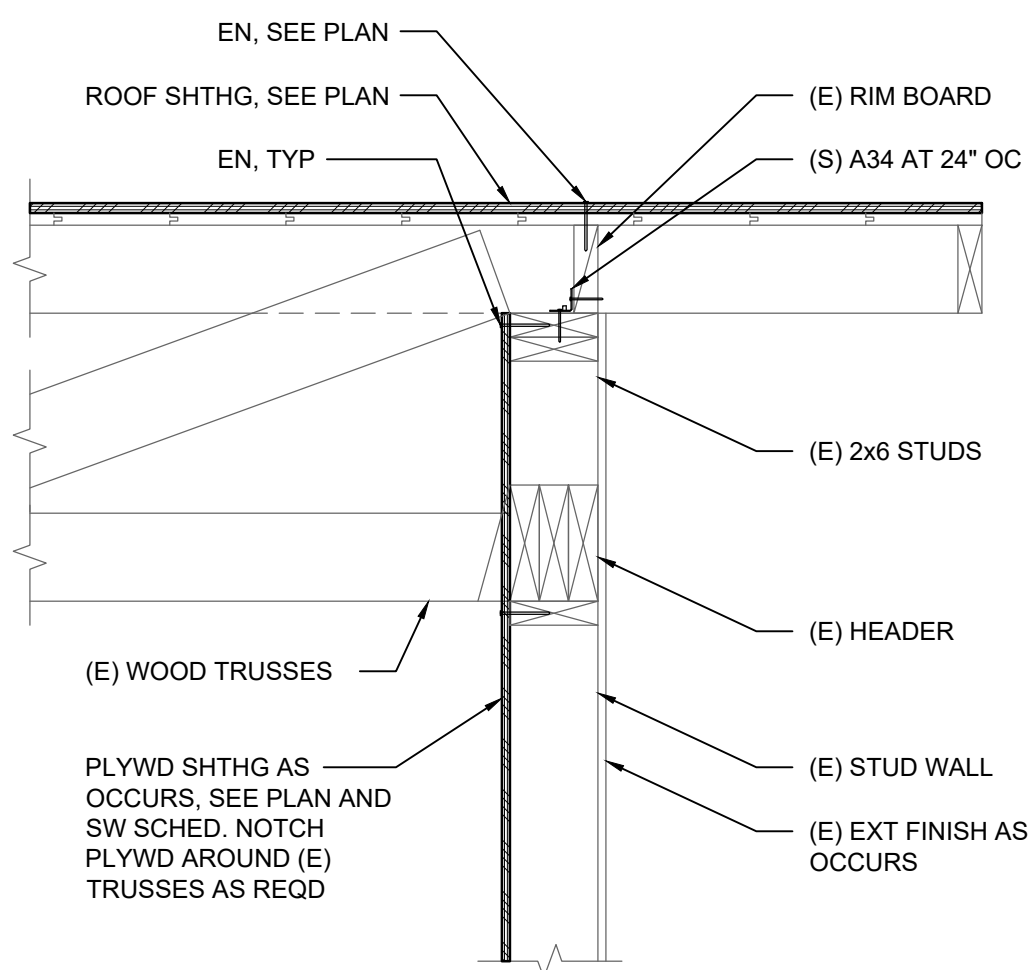 EN, SEE PLAN
ROOF SHTHG, SEE PLAN
EN, TYP
(E) RIM BOARD
(S) A34 AT 24" OC
(E) 2x6 STUDS
(E) HEADER
(E) WOOD TRUSSES
PLYWD SHTHG AS
OCCURS, SEE PLAN AND
SW SCHED. NOTCH
PLYWD AROUND (E)
TRUSSES AS REQD
(E) STUD WALL
(E) EXT FINISH AS
OCCURS